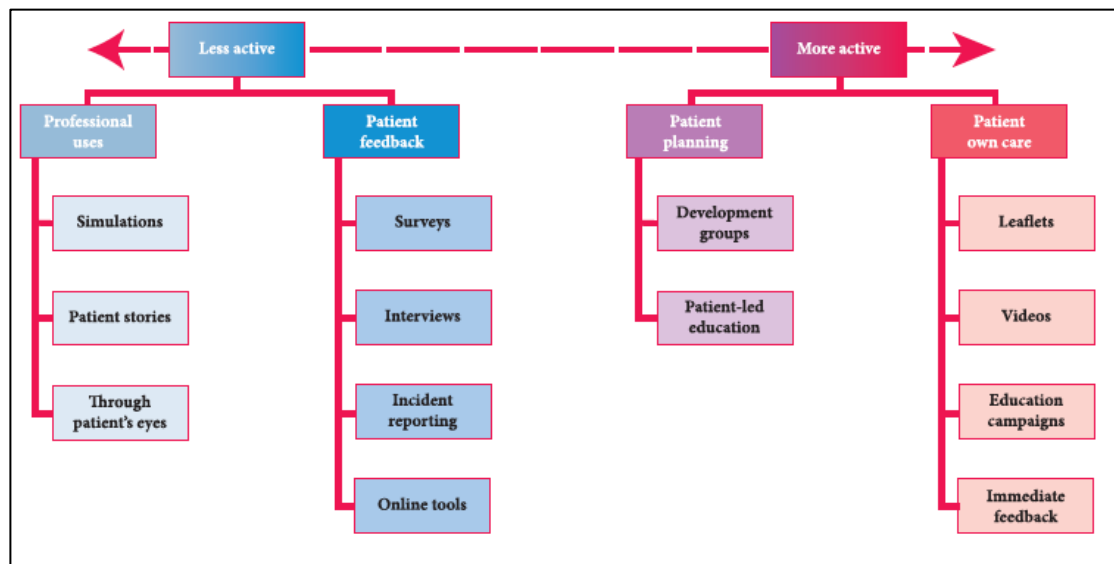 Less active
More active
Professional
uses
Patient
feedback
Patient
planning
Patient
own care
Simulations
Surveys
Development
groups
Leaflets
Patient stories
Interviews
Patient-led
education
Videos
Through
patient's eyes
Incident
reporting
Education
campaigns
Online tools
Immediate
feedback